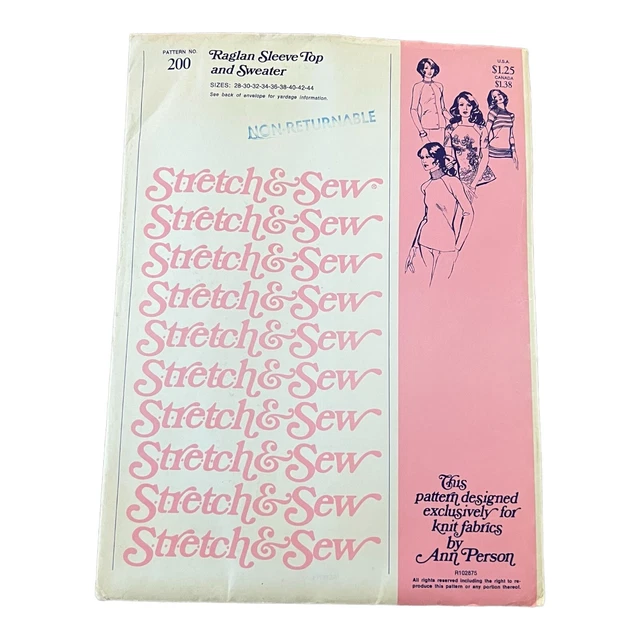 PATTERN NO.
200
Raglan Sleeve Top
and Sweater
SIZES: 28-30-32-34-36-38-40-42-44
See back of envelope for yardage information.
NON-RETURNABLE
U.S.A.
$1.25
CANADA
$1.38
Stretch & Sew®
Stretch & Sew
Stretch & Sew
Stretch & Sew
Stretch & Sew
Stretch & Sew
Stretch & Sew
Stretch & Sew
Stretch & Sew
Stretch & Sew
This
pattern designed
exclusively for
knit fabrics
by
Ann Person
R102875
All rights reserved including the right to re-
produce this pattern or any portion thereof.